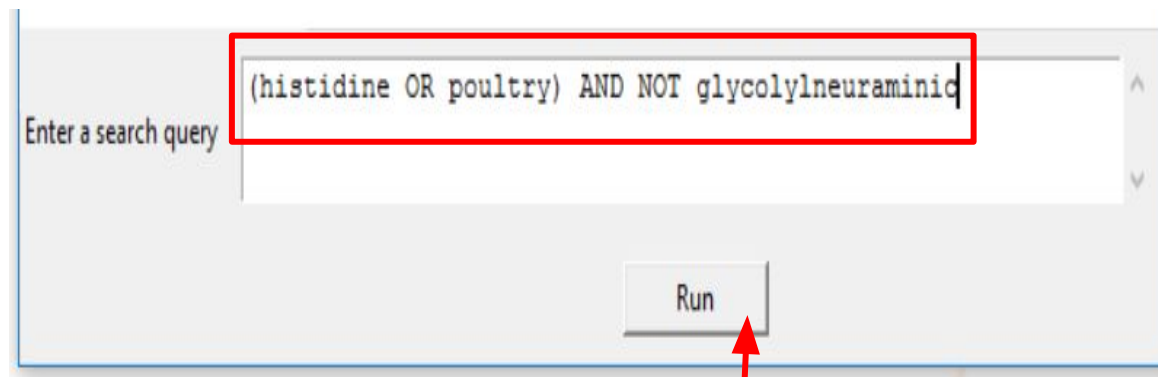 (histidine OR poultry) AND NOT glycolylneuraminic
Enter a search query
Run